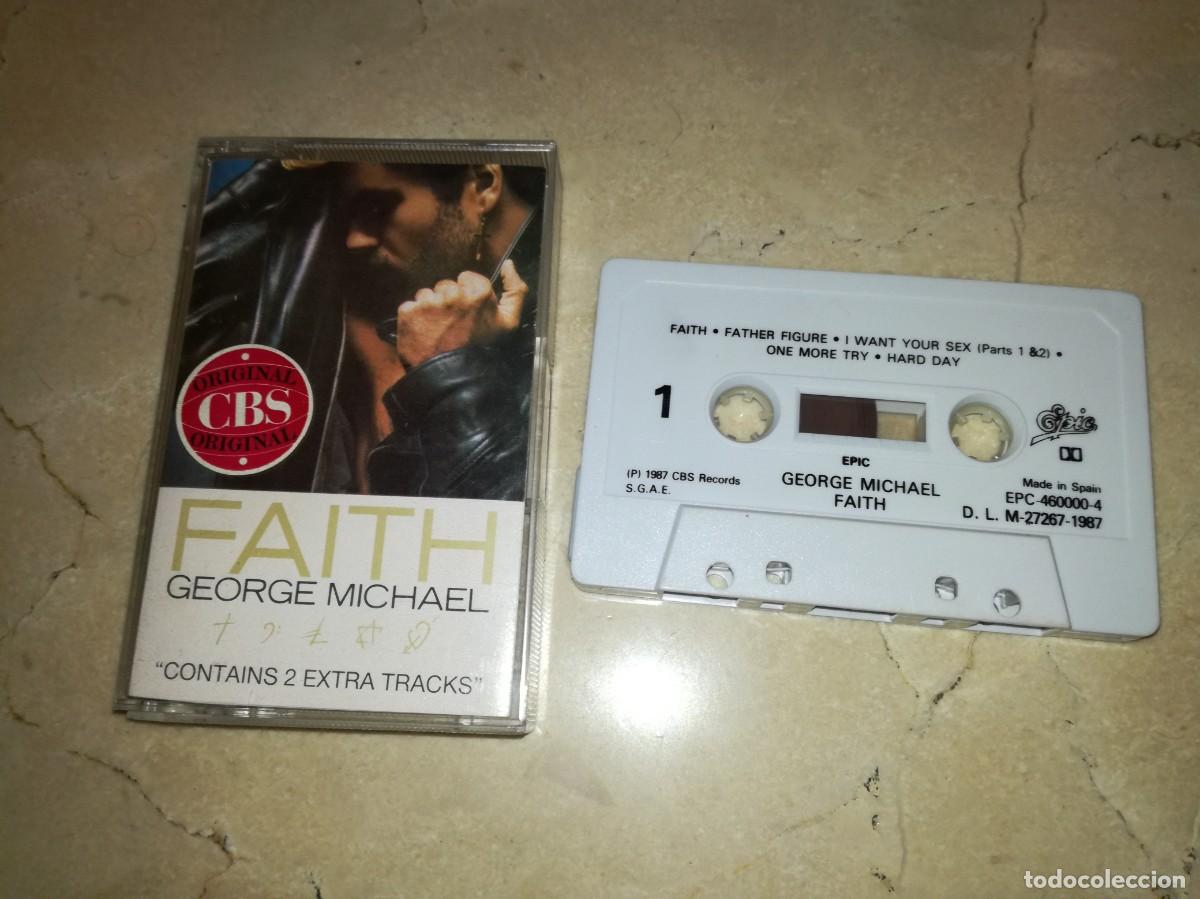 ORIGINAL
CBS
ORIGINAL
FAITH
GEORGE MICHAEL
"CONTAINS 2 EXTRA TRACKS"
FAITH • FATHER FIGURE • I WANT YOUR SEX (Parts 1 &2) •
ONE MORE TRY • HARD DAY
1
Epic
EPIC
(P) 1987 CBS Records
S.G.A.E.
GEORGE MICHAEL
FAITH
Made in Spain
EPC-460000-4
D. L. M-27267-1987
todocoleccion